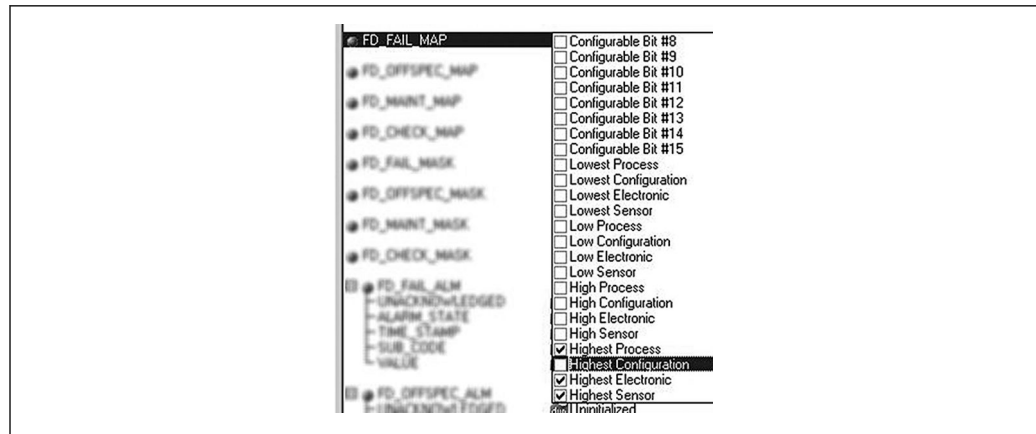 FD_FAIL_MAP
FD_OFFSPEC_MAP
FD_MAINT_MAP
FD_CHECK_MAP
FD_FAIL_MASK
FD_OFFSPEC_MASK
FD_MAINT_MASK
FD_CHECK_MASK
FD_FAIL_ALM
UNACKNOWLEDGED
ALARM_STATE
TIME_STAMP
SUB_CODE
VALUE
FD_OFFSPEC_ALM
UNACKNOWLEDGED
Configurable Bit #8
Configurable Bit #9
Configurable Bit #10
Configurable Bit #11
Configurable Bit #12
Configurable Bit #13
Configurable Bit #14
Configurable Bit #15
Lowest Process
Lowest Configuration
Lowest Electronic
Lowest Sensor
Low Process
Low Configuration
Low Electronic
Low Sensor
High Process
High Configuration
High Electronic
High Sensor
Highest Process
Highest Configuration
Highest Electronic
Highest Sensor
Uninitialized